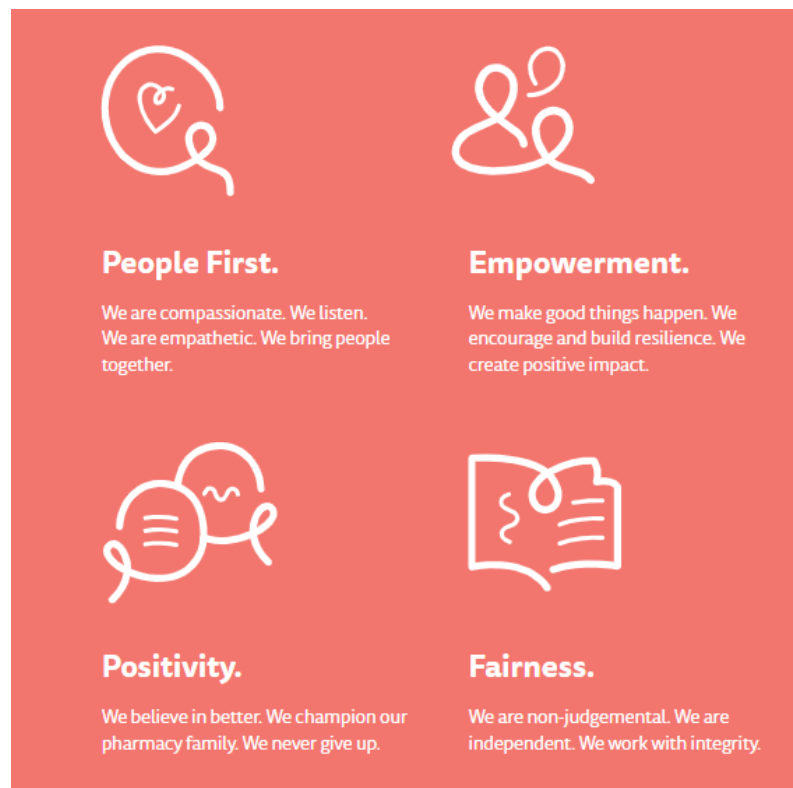 People First.
We are compassionate. We listen.
We are empathetic. We bring people
together.
Empowerment.
We make good things happen. We
encourage and build resilience. We
create positive impact.
Positivity.
We believe in better. We champion our
pharmacy family. We never give up.
Fairness.
We are non-judgemental. We are
independent. We work with integrity.